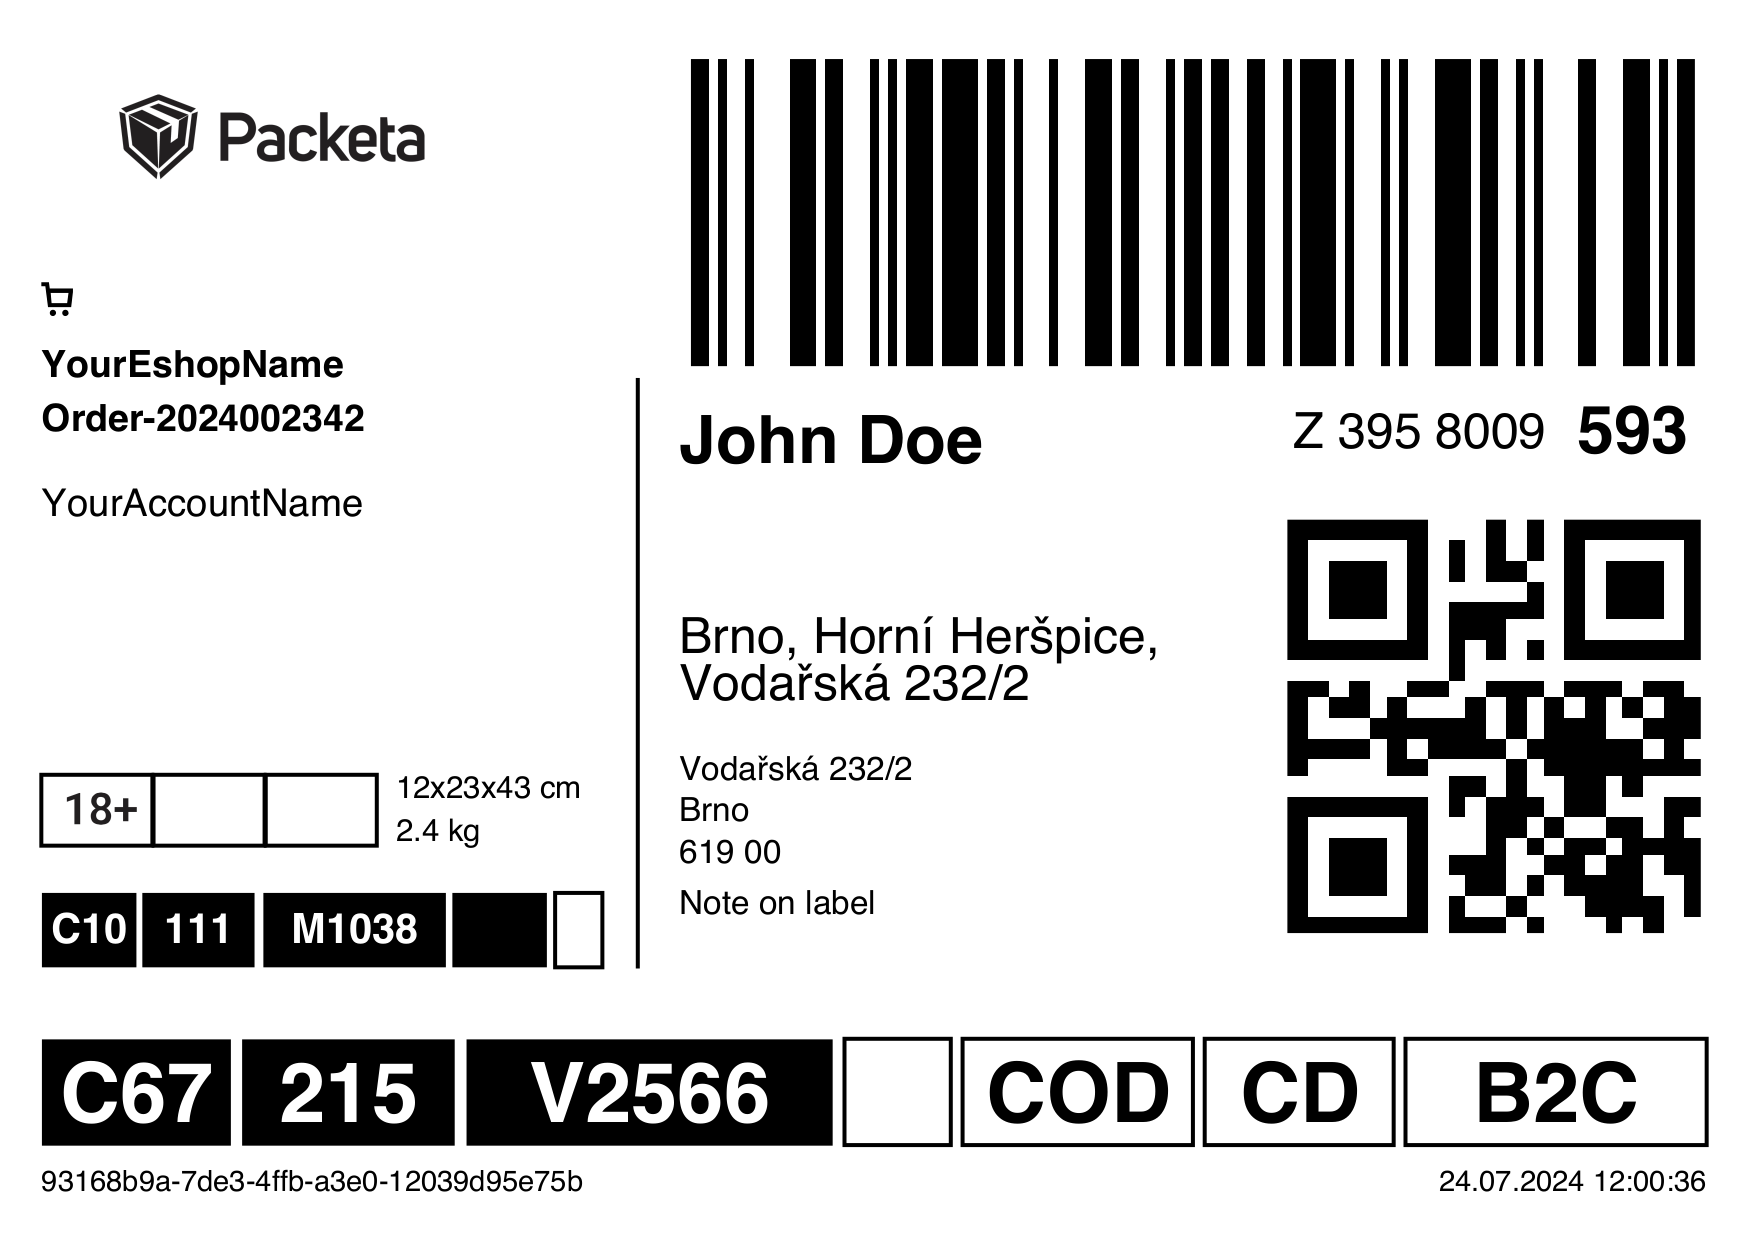 Packeta
YourEshopName
Order-2024002342
YourAccountName
18+
12x23x43 cm
2.4 kg
C10 111 M1038
John Doe
Z 395 8009 593
Brno, Horní Heršpice,
Vodařská 232/2
Vodařská 232/2
Brno
619 00
Note on label
C67 215 V2566 COD CD B2C
93168b9a-7de3-4ffb-a3e0-12039d95e75b
24.07.2024 12:00:36